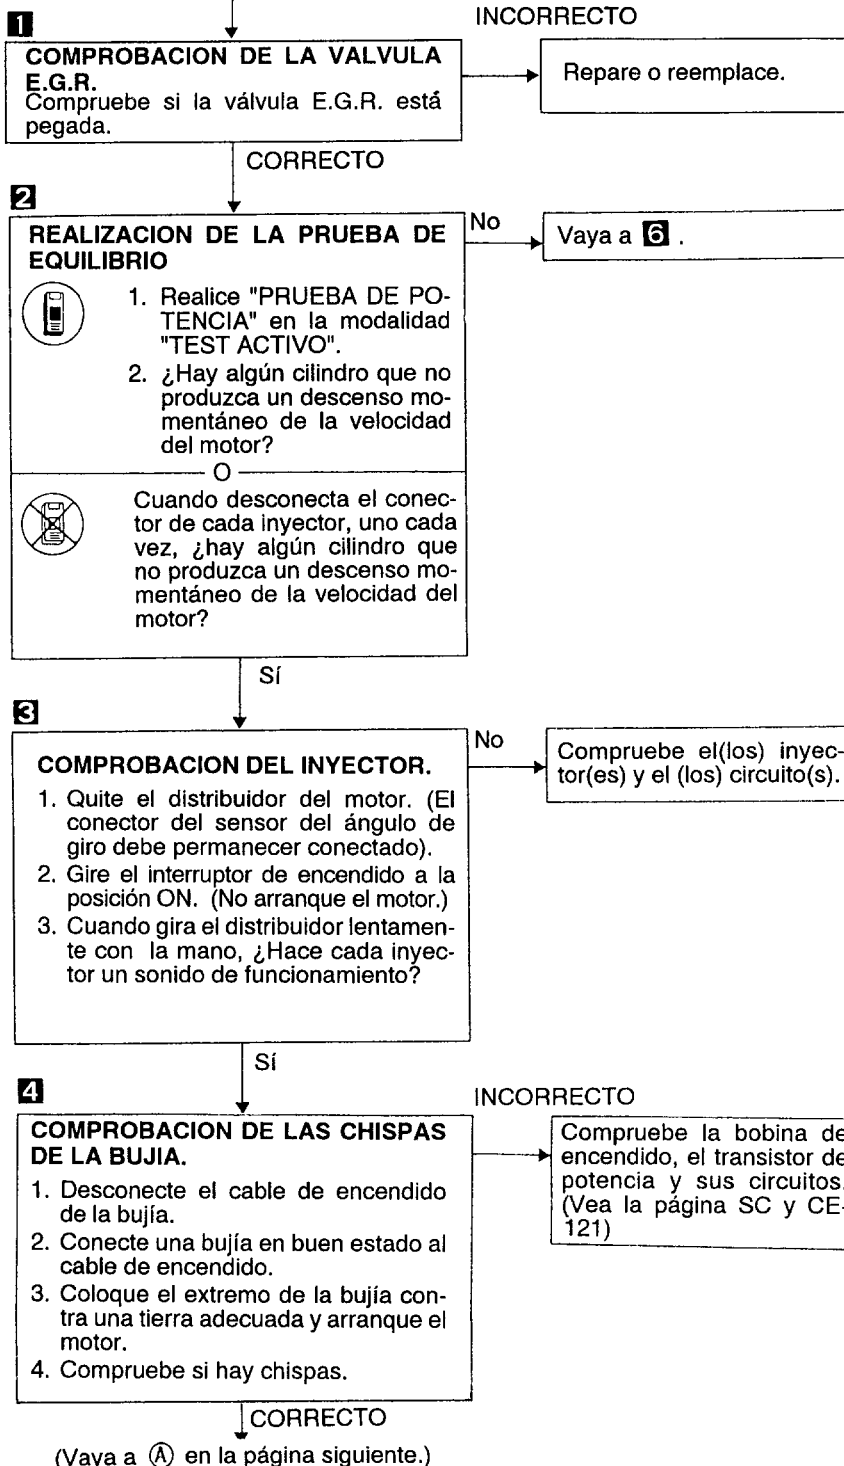 1
INCORRECTO
COMPROBACION DE LA VALVULA
E.G.R.
Compruebe si la válvula E.G.R. está
pegada.
Repare o reemplace.
CORRECTO
2
REALIZACION DE LA PRUEBA DE
EQUILIBRIO
1. Realice "PRUEBA DE PO-
TENCIA" en la modalidad
"TEST ACTIVO".
2. ¿Hay algún cilindro que no
produzca un descenso mo-
mentáneo de la velocidad
del motor?
O
Cuando desconecta el conec-
tor de cada inyector, uno cada
vez, ¿hay algún cilindro que
no produzca un descenso mo-
mentáneo de la velocidad del
motor?
No
Vaya a 6 .
Sí
3
COMPROBACION DEL INYECTOR.
1. Quite el distribuidor del motor. (El
conector del sensor del ángulo de
giro debe permanecer conectado).
2. Gire el interruptor de encendido a la
posición ON. (No arranque el motor.)
3. Cuando gira el distribuidor lentamen-
te con la mano, ¿Hace cada inyec-
tor un sonido de funcionamiento?
No
Compruebe el(los) inyec-
tor(es) y el (los) circuito(s).
Sí
4
INCORRECTO
COMPROBACION DE LAS CHISPAS
DE LA BUJIA.
1. Desconecte el cable de encendido
de la bujía.
2. Conecte una bujía en buen estado al
cable de encendido.
3. Coloque el extremo de la bujía con-
tra una tierra adecuada y arranque el
motor.
4. Compruebe si hay chispas.
Compruebe la bobina de
encendido, el transistor de
potencia y sus circuitos.
(Vea la página SC y CE-
121)
CORRECTO
(Vaya a Ⓐ en la página siguiente.)